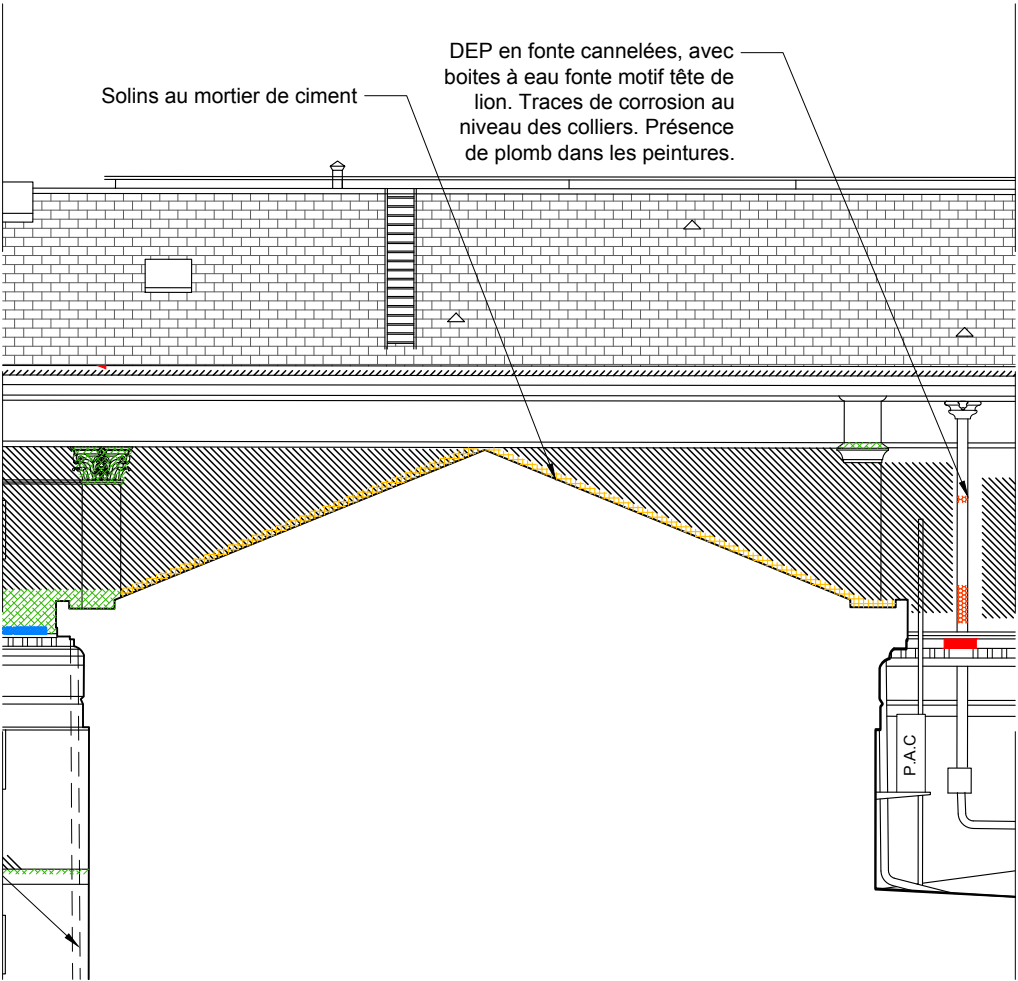 DEP en fonte cannelées, avec
boites à eau fonte motif tête de
lion. Traces de corrosion au
niveau des colliers. Présence
de plomb dans les peintures.
Solins au mortier de ciment
P.A.C